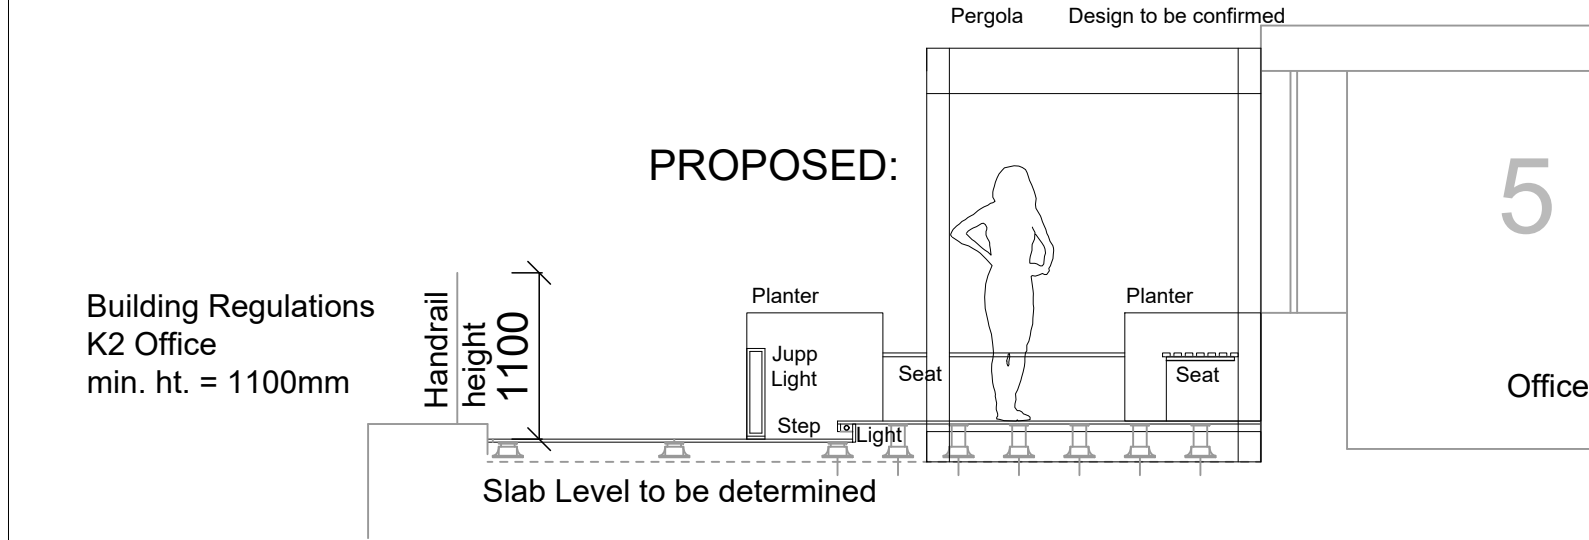 Pergola Design to be confirmed
PROPOSED:
5
Building Regulations
K2 Office
min. ht. = 1100mm
Handrail
height
1100
Planter
Jupp
Light
Step
Light
Seat
Planter
Seat
Office
Slab Level to be determined